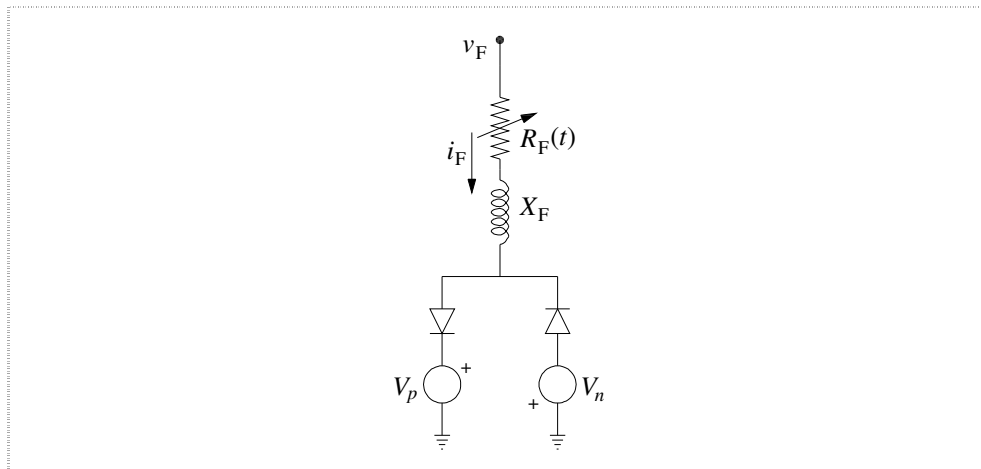 v_F
R_F(t)
i_F
X_F
V_p
+
V_n
+